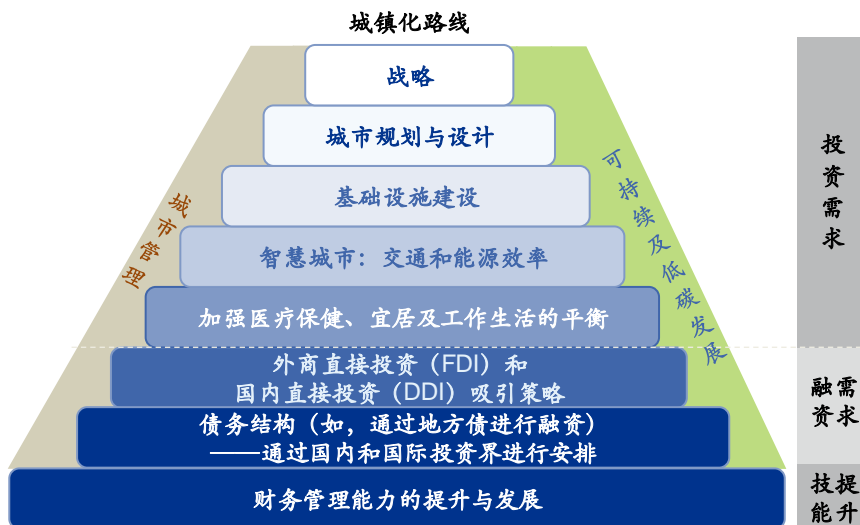 城镇化路线
战略
城市规划与设计
基础设施建设
智慧城市：交通和能源效率
加强医疗保健、宜居及工作生活的平衡
外商直接投资（FDI）和
国内直接投资（DDI）吸引策略
债务结构（如，通过地方债进行融资）
——通过国内和国际投资界进行安排
财务管理能力的提升与发展
城市管理
可持续及低碳发展
投资需求
融资需求
技能提升